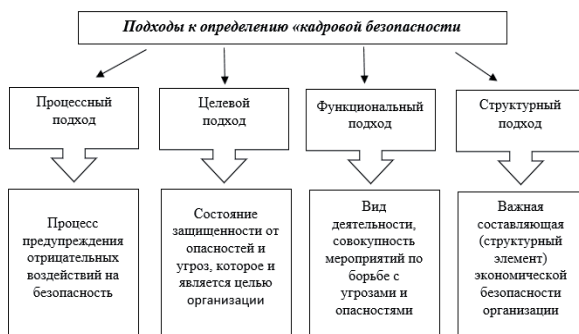 Подходы к определению «кадровой безопасности
Процессный
подход
Целевой
подход
Функциональный
подход
Структурный
подход
Процесс
предупреждения
отрицательных
воздействий на
безопасность
Состояние
защищенности от
опасностей и
угроз, которое и
является целью
организации
Вид
деятельности,
совокупность
мероприятий по
борьбе с
угрозами и
опасностями
Важная
составляющая
(структурный
элемент)
экономической
безопасности
организации